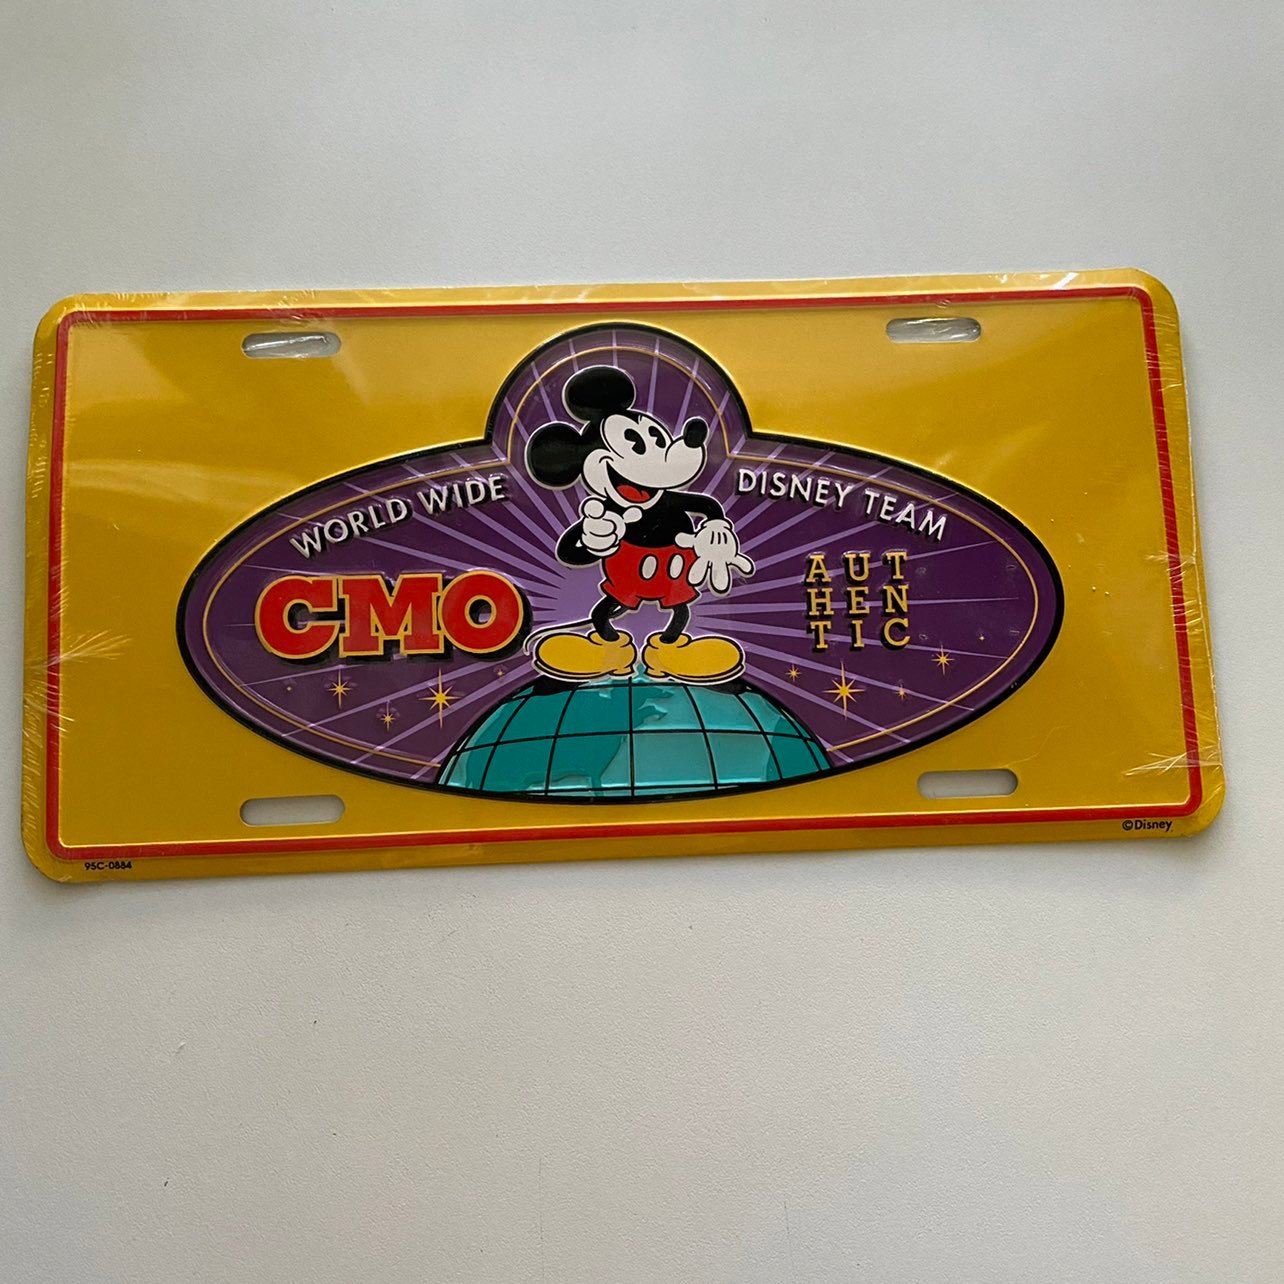 WORLD WIDE DISNEY TEAM
CMO
AUT
HEN
TIC
©Disney
95C-0884